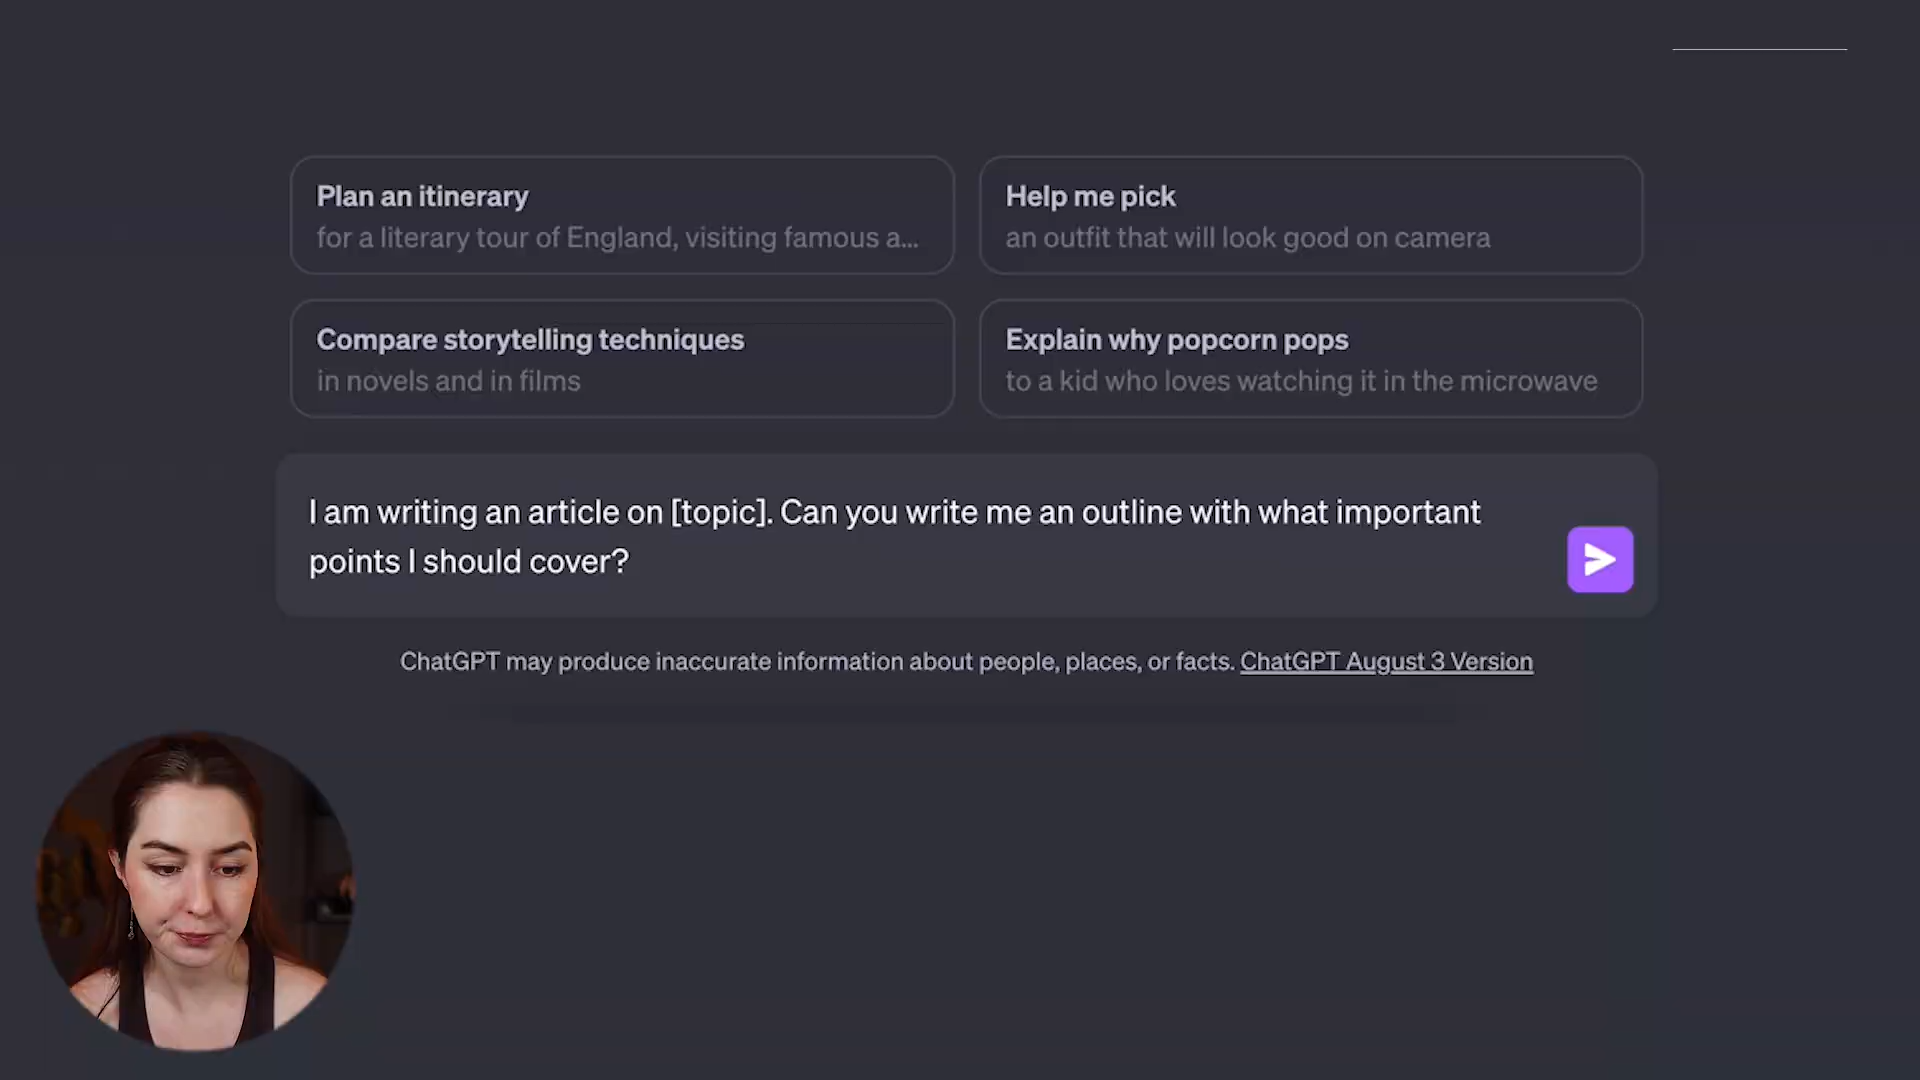 Plan an itinerary
for a literary tour of England, visiting famous a...
Help me pick
an outfit that will look good on camera
Compare storytelling techniques
in novels and in films
Explain why popcorn pops
to a kid who loves watching it in the microwave
I am writing an article on [topic]. Can you write me an outline with what important
points I should cover?
ChatGPT may produce inaccurate information about people, places, or facts. ChatGPT August 3 Version